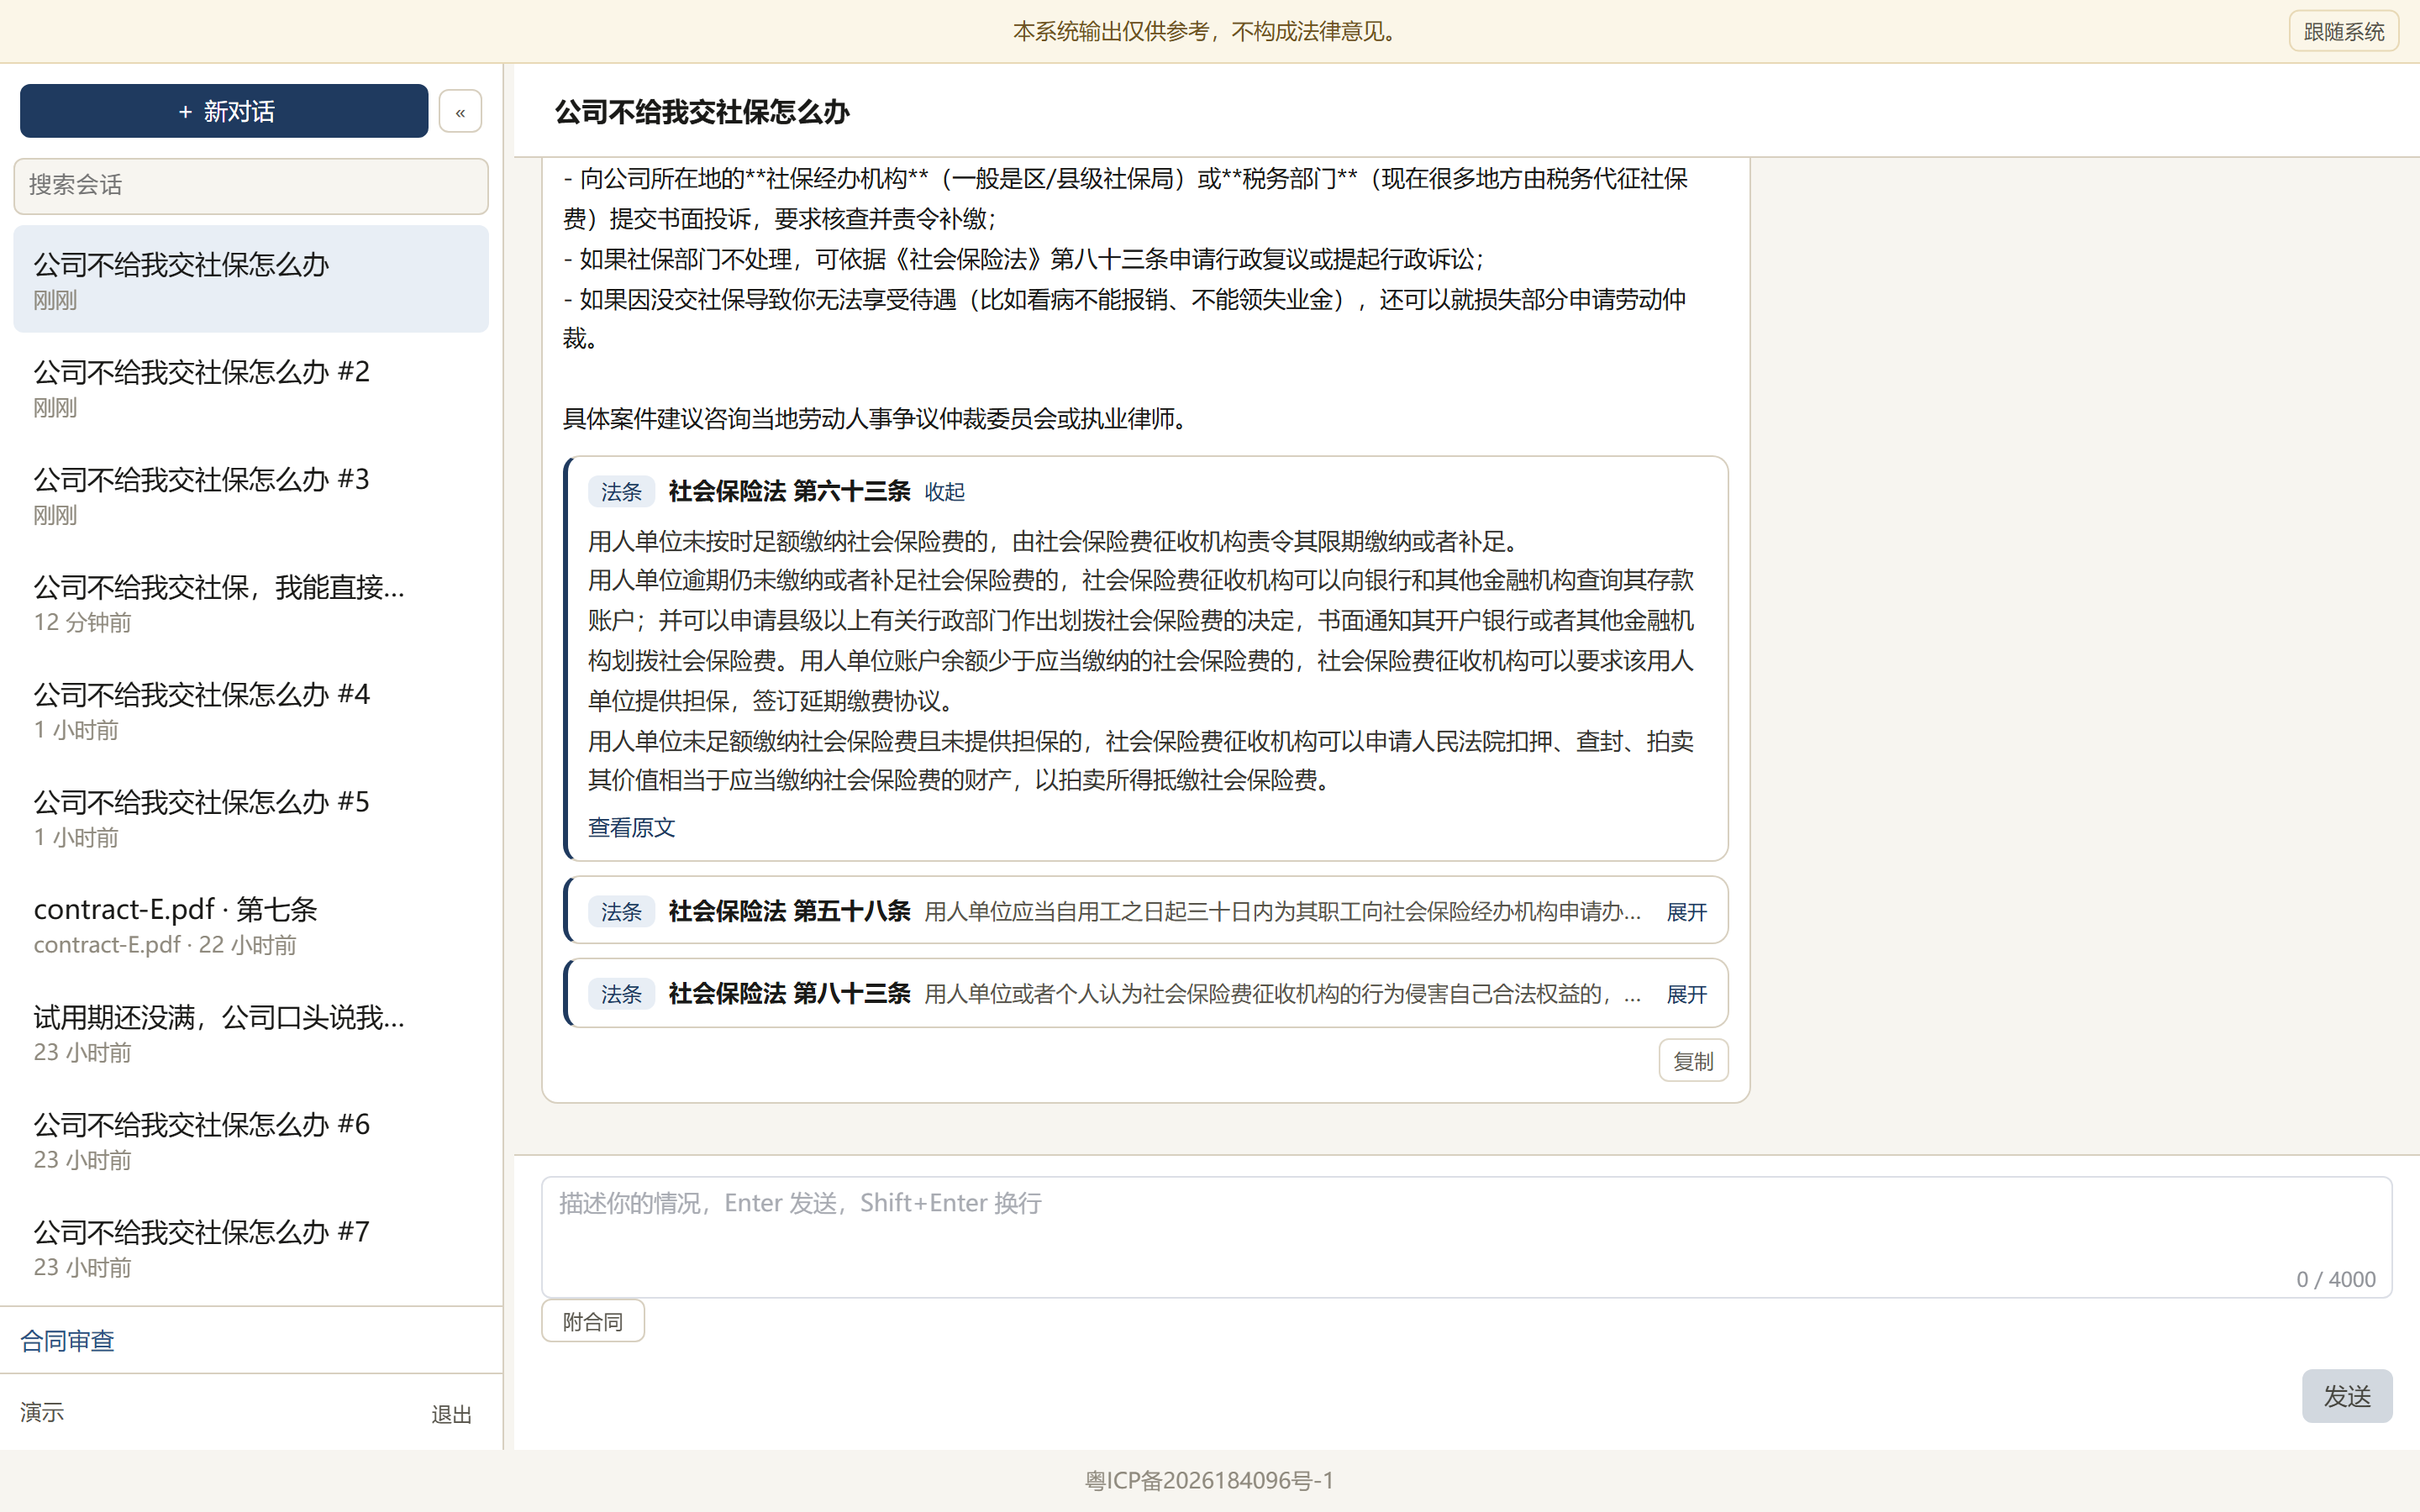 本系统输出仅供参考，不构成法律意见。
跟随系统
+ 新对话
«
搜索会话
公司不给我交社保怎么办
刚刚
公司不给我交社保怎么办 #2
刚刚
公司不给我交社保怎么办 #3
刚刚
公司不给我交社保，我能直接...
12 分钟前
公司不给我交社保怎么办 #4
1 小时前
公司不给我交社保怎么办 #5
1 小时前
contract-E.pdf · 第七条
contract-E.pdf · 22 小时前
试用期还没满，公司口头说我...
23 小时前
公司不给我交社保怎么办 #6
23 小时前
公司不给我交社保怎么办 #7
23 小时前
合同审查
演示
退出
公司不给我交社保怎么办
- 向公司所在地的**社保经办机构**（一般是区/县级社保局）或**税务部门**（现在很多地方由税务代征社保
费）提交书面投诉，要求核查并责令补缴；
- 如果社保部门不处理，可依据《社会保险法》第八十三条申请行政复议或提起行政诉讼；
- 如果因没交社保导致你无法享受待遇（比如看病不能报销、不能领失业金），还可以就损失部分申请劳动仲
裁。
具体案件建议咨询当地劳动人事争议仲裁委员会或执业律师。
法条 社会保险法 第六十三条 收起
用人单位未按时足额缴纳社会保险费的，由社会保险费征收机构责令其限期缴纳或者补足。
用人单位逾期仍未缴纳或者补足社会保险费的，社会保险费征收机构可以向银行和其他金融机构查询其存款
账户；并可以申请县级以上有关行政部门作出划拨社会保险费的决定，书面通知其开户银行或者其他金融机
构划拨社会保险费。用人单位账户余额少于应当缴纳的社会保险费的，社会保险费征收机构可以要求该用人
单位提供担保，签订延期缴费协议。
用人单位未足额缴纳社会保险费且未提供担保的，社会保险费征收机构可以申请人民法院扣押、查封、拍卖
其价值相当于应当缴纳社会保险费的财产，以拍卖所得抵缴社会保险费。
查看原文
法条 社会保险法 第五十八条 用人单位应当自用工之日起三十日内为其职工向社会保险经办机构申请办... 展开
法条 社会保险法 第八十三条 用人单位或者个人认为社会保险费征收机构的行为侵害自己合法权益的，... 展开
复制
描述你的情况，Enter 发送，Shift+Enter 换行
0 / 4000
附合同
发送
粤ICP备2026184096号-1